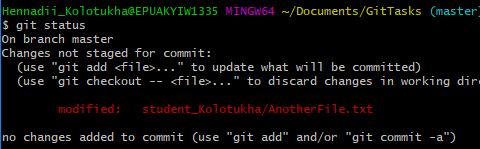 Hennadii_Kolotukha@EPUAKYIW1335 MINGW64 ~/Documents/GitTasks (master)
$ git status
On branch master
Changes not staged for commit:
(use "git add <file>..." to update what will be committed)
(use "git checkout -- <file>..." to discard changes in working
modified: student_Kolotukha/AnotherFile.txt
no changes added to commit (use "git add" and/or "git commit -a")